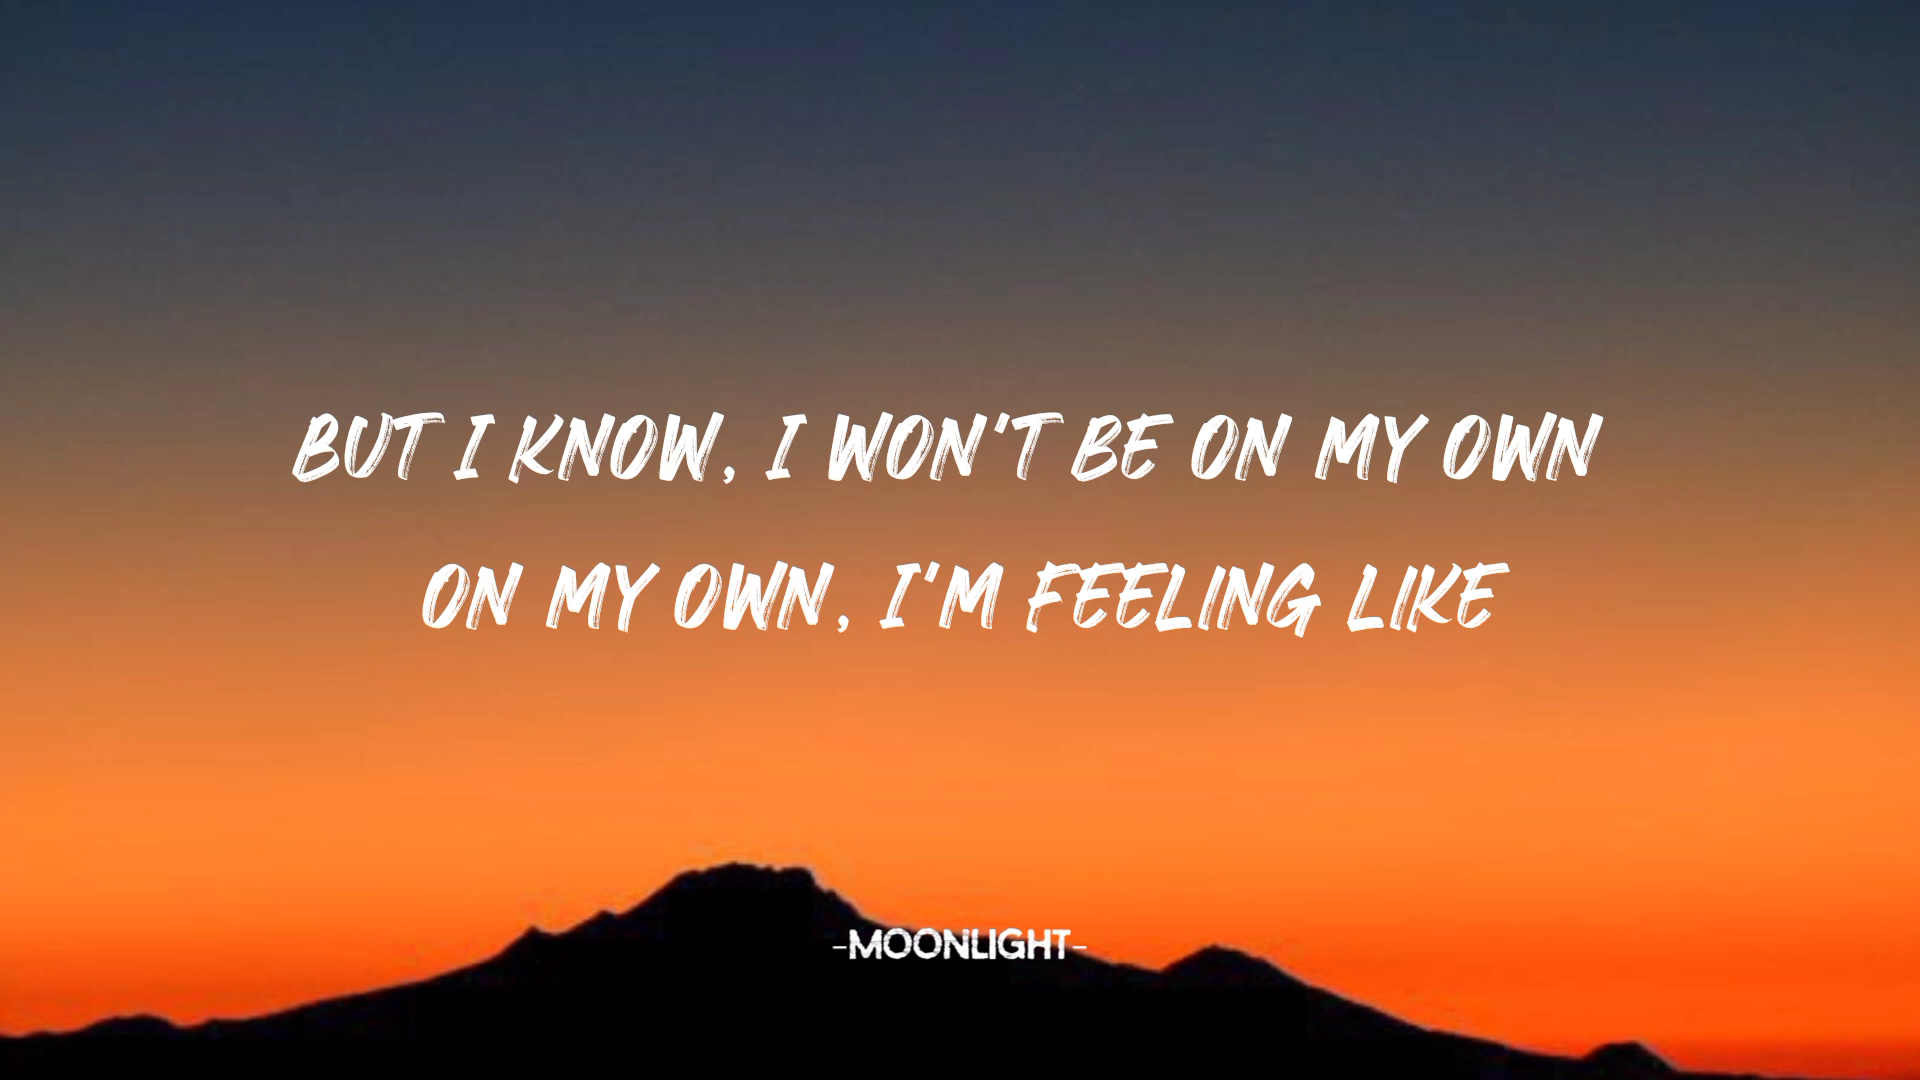 BUT I KNOW, I WON'T BE ON MY OWN
ON MY OWN, I'M FEELING LIKE
-MOONLIGHT-